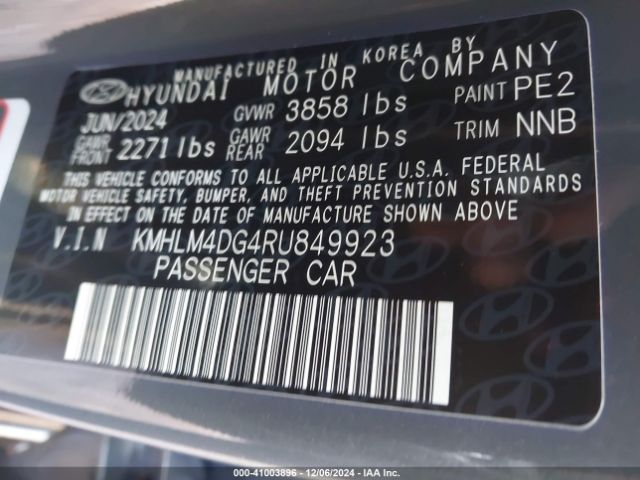 MANUFACTURED IN KOREA BY
HYUNDAI MOTOR COMPANY
JUN/2024 GVWR 3858 lbs PAINT PE2
GAWR FRONT 2271 lbs GAWR REAR 2094 lbs TRIM NNB
THIS VEHICLE CONFORMS TO ALL APPLICABLE U.S.A. FEDERAL
MOTOR VEHICLE SAFETY, BUMPER, AND THEFT PREVENTION STANDARDS
IN EFFECT ON THE DATE OF MANUFACTURE SHOWN ABOVE
V.I.N KMHLM4DG4RU849923
PASSENGER CAR
000-41003896 - 12/06/2024 - IAA Inc.